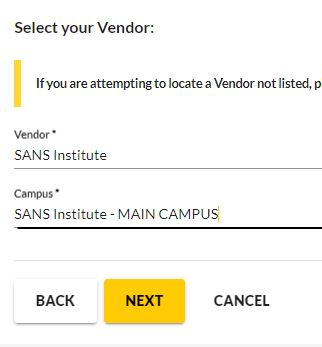 Select your Vendor:
If you are attempting to locate a Vendor not listed, p
Vendor *
SANS Institute
Campus *
SANS Institute - MAIN CAMPUS
BACK NEXT CANCEL